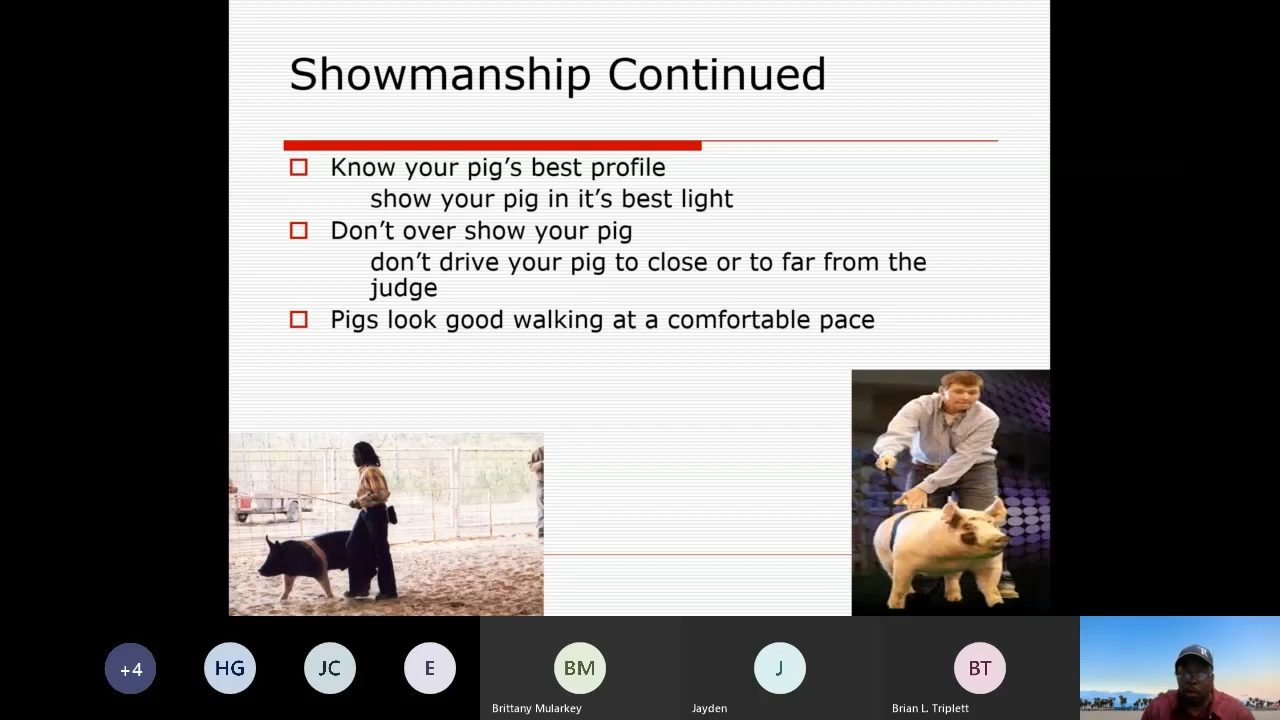 Showmanship Continued
Know your pig’s best profile
show your pig in it’s best light
Don’t over show your pig
don’t drive your pig to close or to far from the
judge
Pigs look good walking at a comfortable pace
+4
HG
JC
E
BM
J
BT
Brittany Mularkey
Jayden
Brian L. Triplett
R